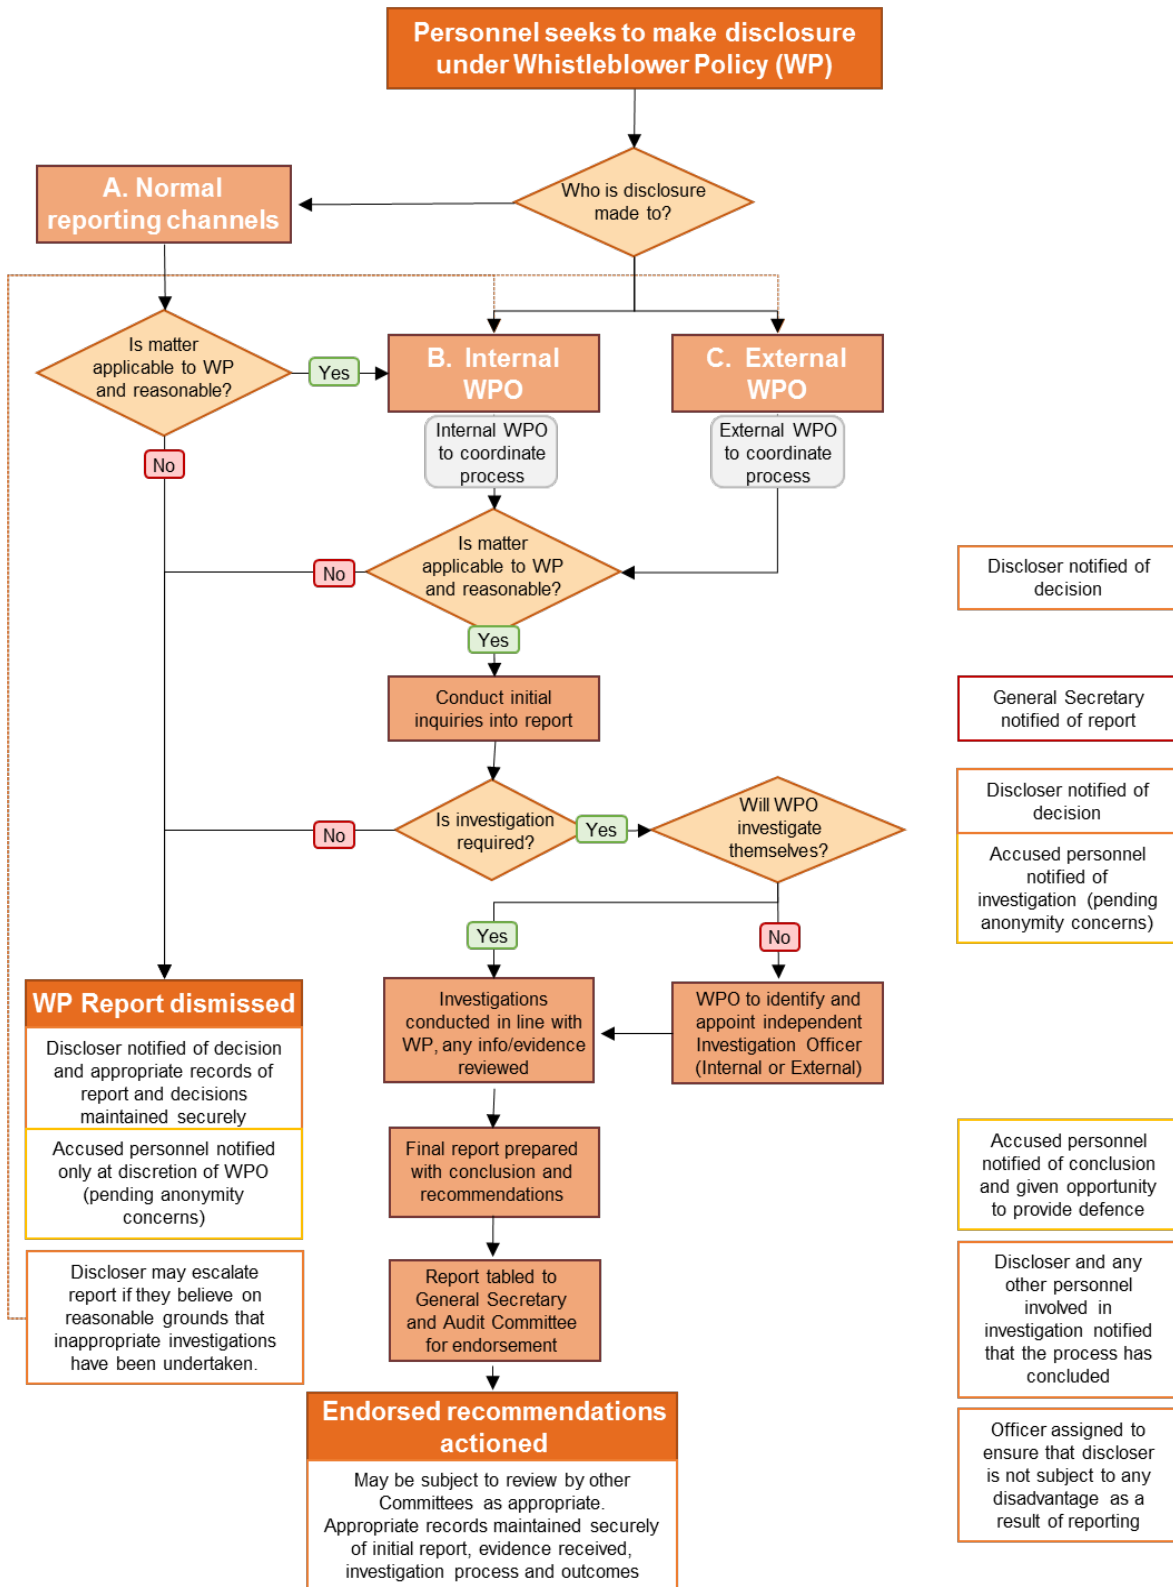 Personnel seeks to make disclosure
under Whistleblower Policy (WP)
Who is disclosure
made to?
A. Normal
reporting channels
Is matter
applicable to WP
and reasonable?
Yes
B. Internal
WPO
C. External
WPO
Internal WPO
to coordinate
process
External WPO
to coordinate
process
No
Is matter
applicable to WP
and reasonable?
No
Yes
Discloser notified of
decision
Conduct initial
inquiries into report
General Secretary
notified of report
Is investigation
required?
No
Yes
Will WPO
investigate
themselves?
Discloser notified of
decision
Accused personnel
notified of
investigation (pending
anonymity concerns)
Yes
No
WP Report dismissed
Discloser notified of decision
and appropriate records of
report and decisions
maintained securely
Accused personnel notified
only at discretion of WPO
(pending anonymity
concerns)
Discloser may escalate
report if they believe on
reasonable grounds that
inappropriate investigations
have been undertaken.
Investigations
conducted in line with
WP, any info/evidence
reviewed
WPO to identify and
appoint independent
Investigation Officer
(Internal or External)
Final report prepared
with conclusion and
recommendations
Accused personnel
notified of conclusion
and given opportunity
to provide defence
Report tabled to
General Secretary
and Audit Committee
for endorsement
Discloser and any
other personnel
involved in
investigation notified
that the process has
concluded
Endorsed recommendations
actioned
May be subject to review by other
Committees as appropriate.
Appropriate records maintained securely
of initial report, evidence received,
investigation process and outcomes
Officer assigned to
ensure that discloser
is not subject to any
disadvantage as a
result of reporting